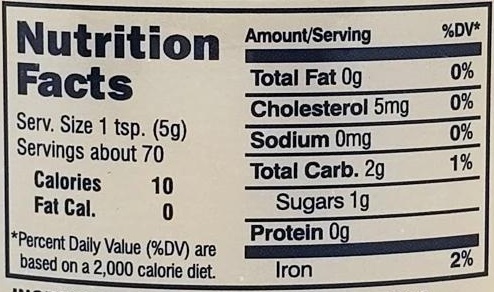 Nutrition
Facts
Serv. Size 1 tsp. (5g)
Servings about 70
Calories 10
Fat Cal. 0
*Percent Daily Value (%DV) are
based on a 2,000 calorie diet.
Amount/Serving %DV*
Total Fat 0g 0%
Cholesterol 5mg 0%
Sodium 0mg 0%
Total Carb. 2g 1%
Sugars 1g
Protein 0g
Iron 2%